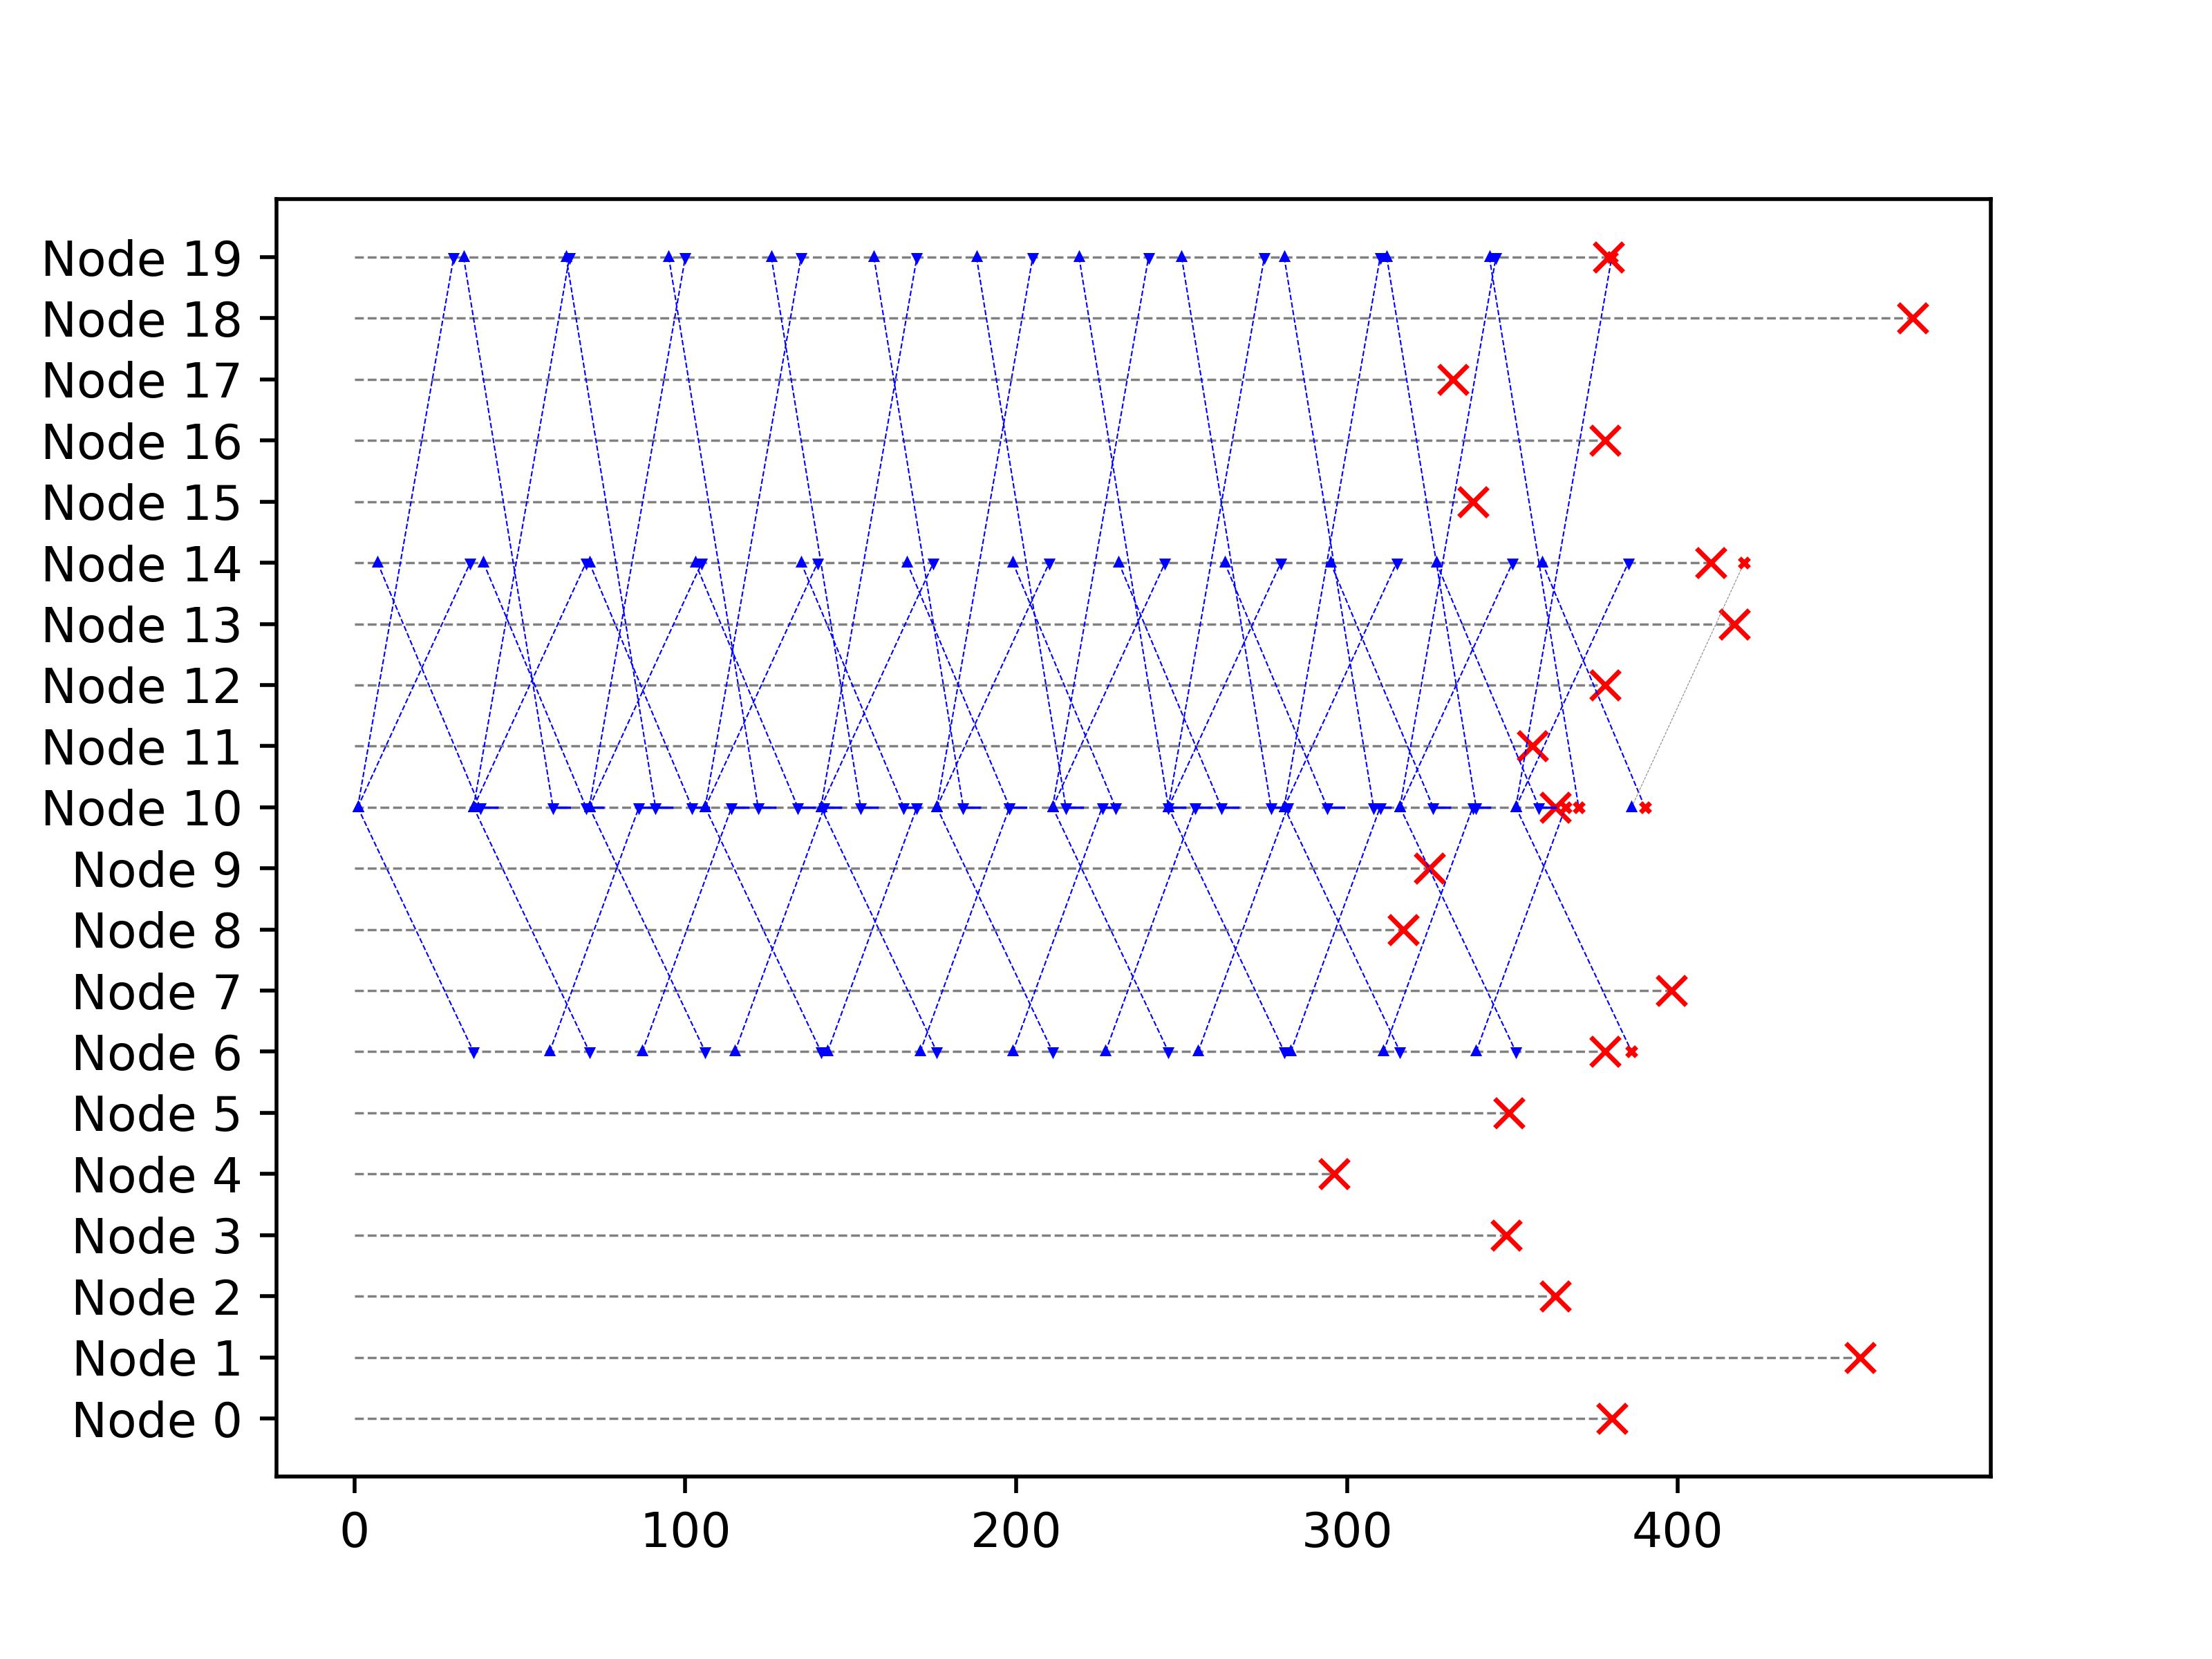 Node 19
Node 18
Node 17
Node 16
Node 15
Node 14
Node 13
Node 12
Node 11
Node 10
Node 9
Node 8
Node 7
Node 6
Node 5
Node 4
Node 3
Node 2
Node 1
Node 0
0 100 200 300 400